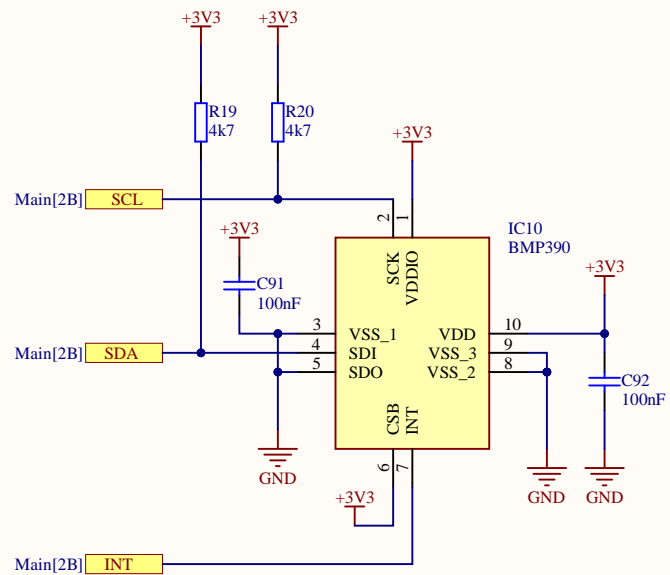 +3V3
+3V3
R19
4k7
R20
4k7
+3V3
Main[2B] SCL
2
1
IC10
BMP390
+3V3
SCK
VDDIO
+3V3
C91
100nF
3 VSS_1
VDD 10
Main[2B] SDA
4 SDI
VSS_3 9
5 SDO
VSS_2 8
C92
100nF
CSB
INT
GND
6
7
GND
GND
+3V3
Main[2B] INT